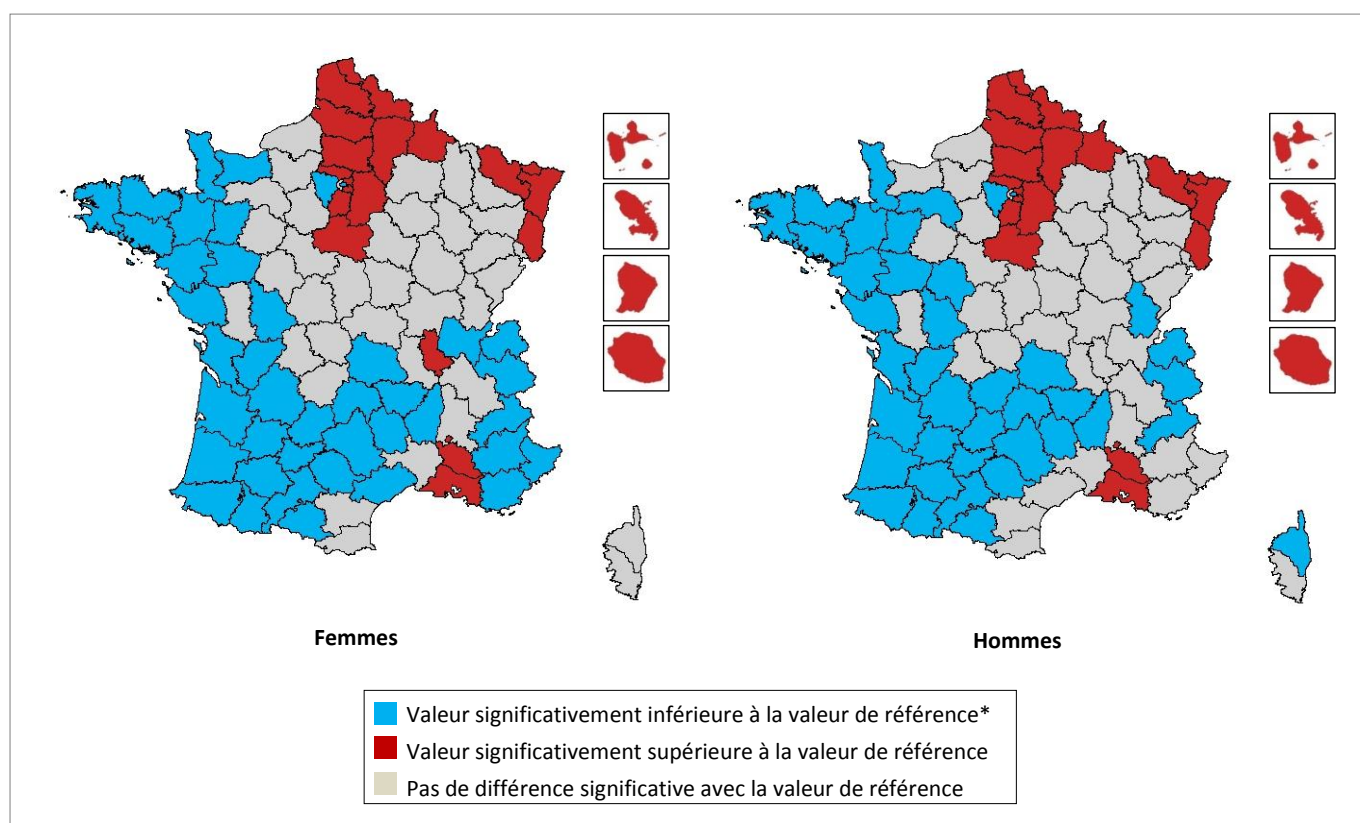 Femmes
Hommes
Valeur significativement inférieure à la valeur de référence*
Valeur significativement supérieure à la valeur de référence
Pas de différence significative avec la valeur de référence